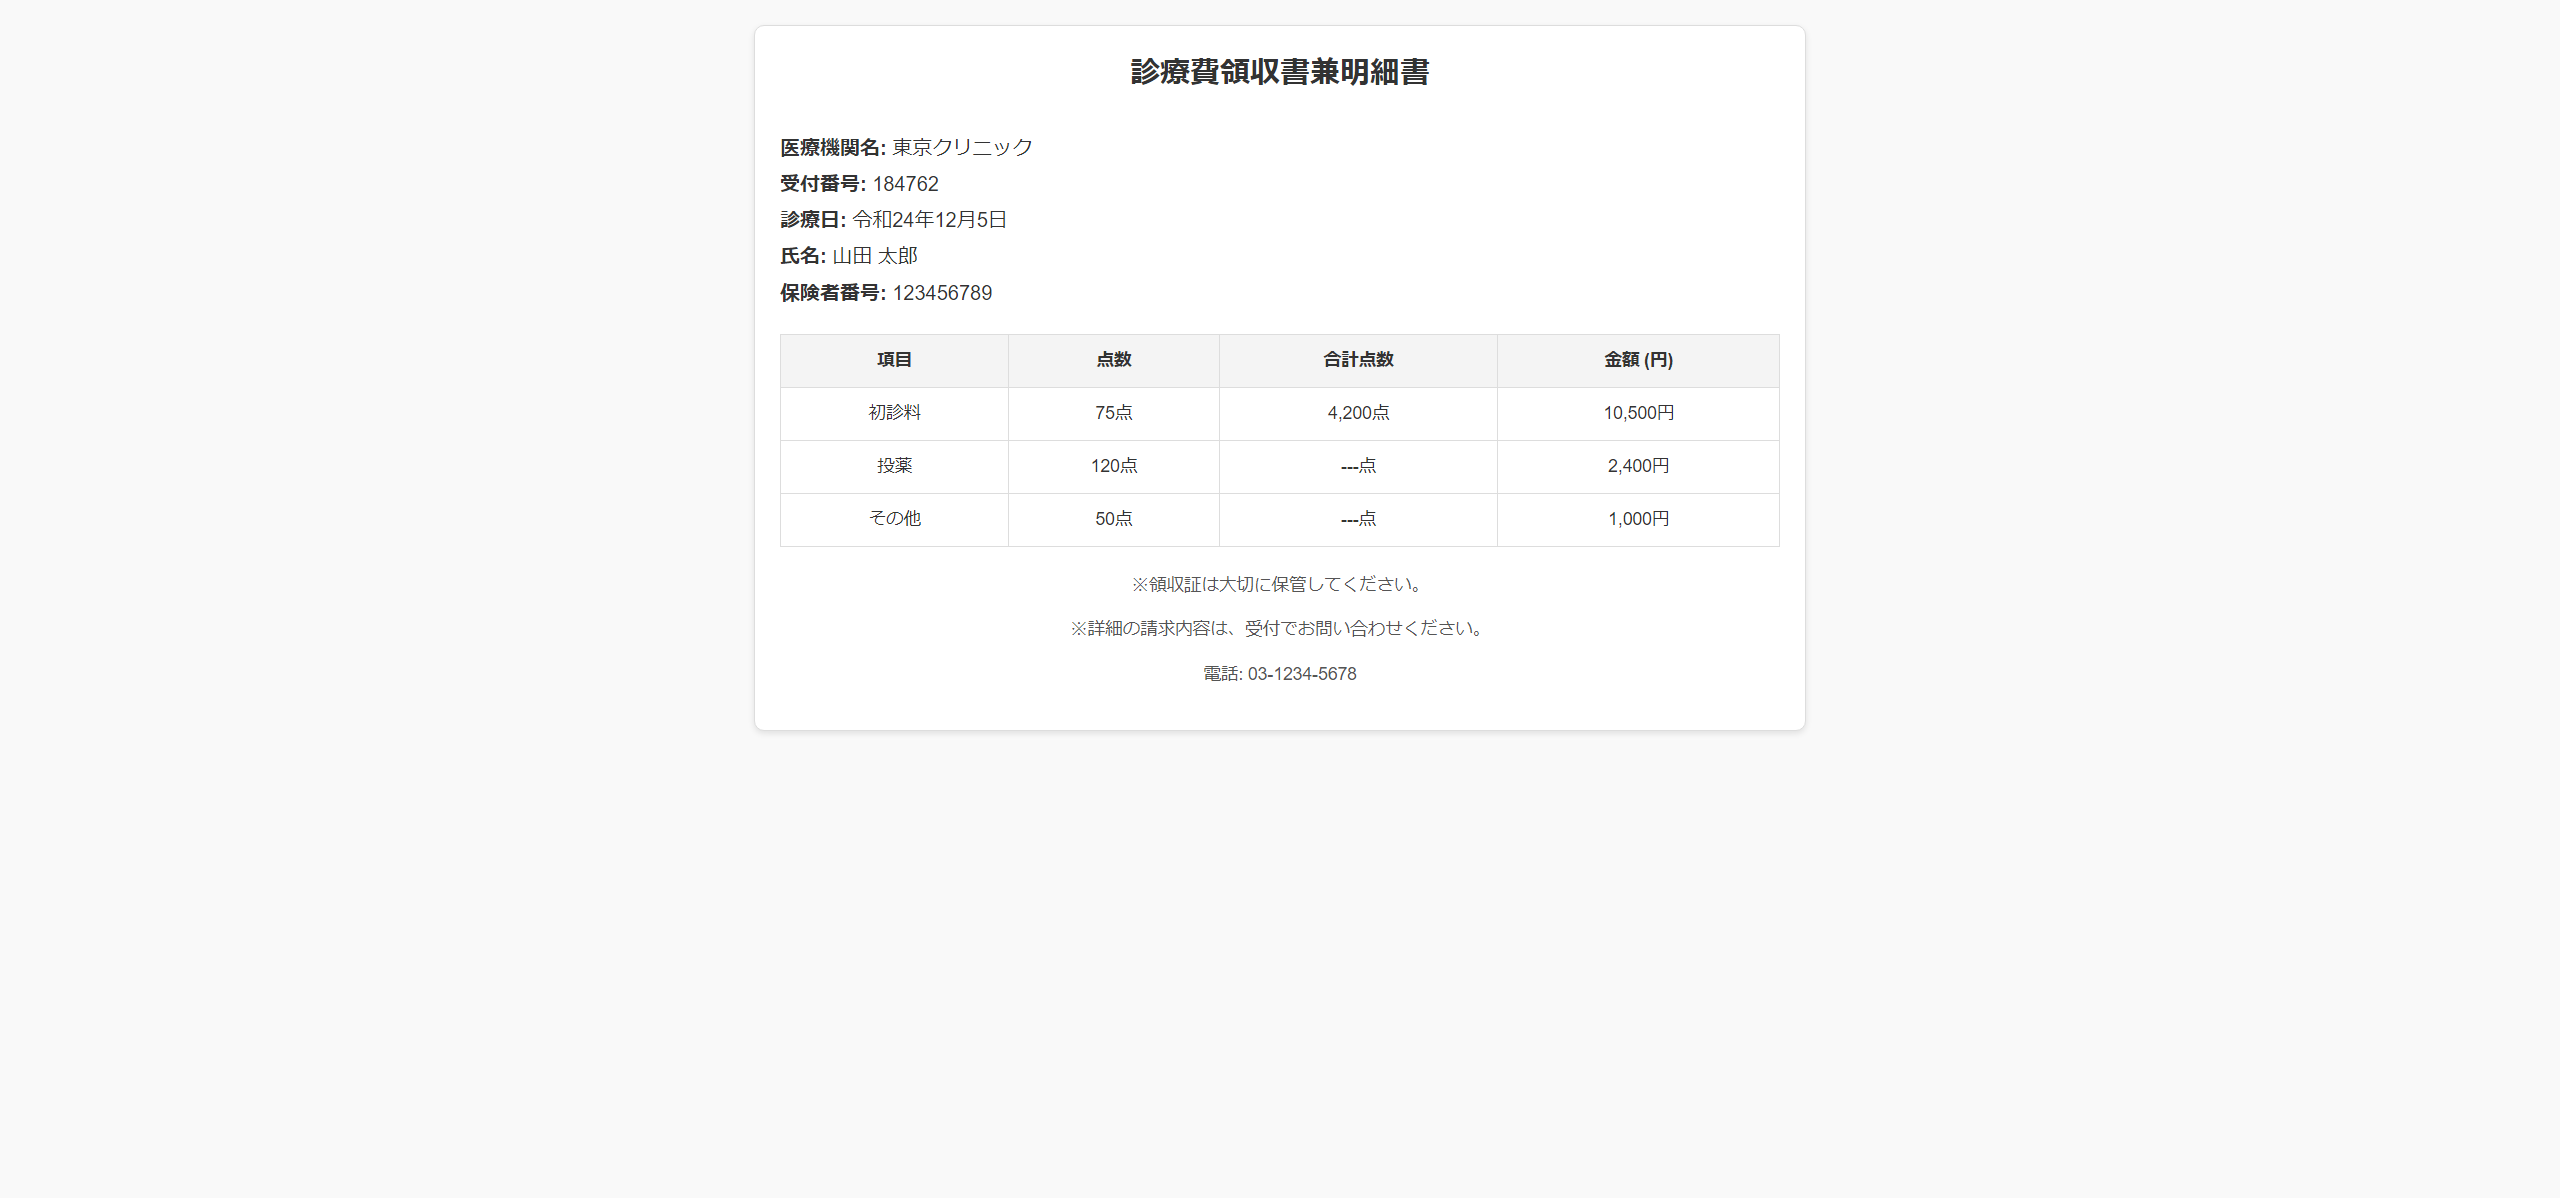 診療費領収書兼明細書
医療機関名: 東京クリニック
受付番号: 184762
診療日: 令和24年12月5日
氏名: 山田 太郎
保険者番号: 123456789
項目 点数 合計点数 金額 (円)
初診料 75点 4,200点 10,500円
投薬 120点 ---点 2,400円
その他 50点 ---点 1,000円
※領収証は大切に保管してください。
※詳細の請求内容は、受付でお問い合わせください。
電話: 03-1234-5678